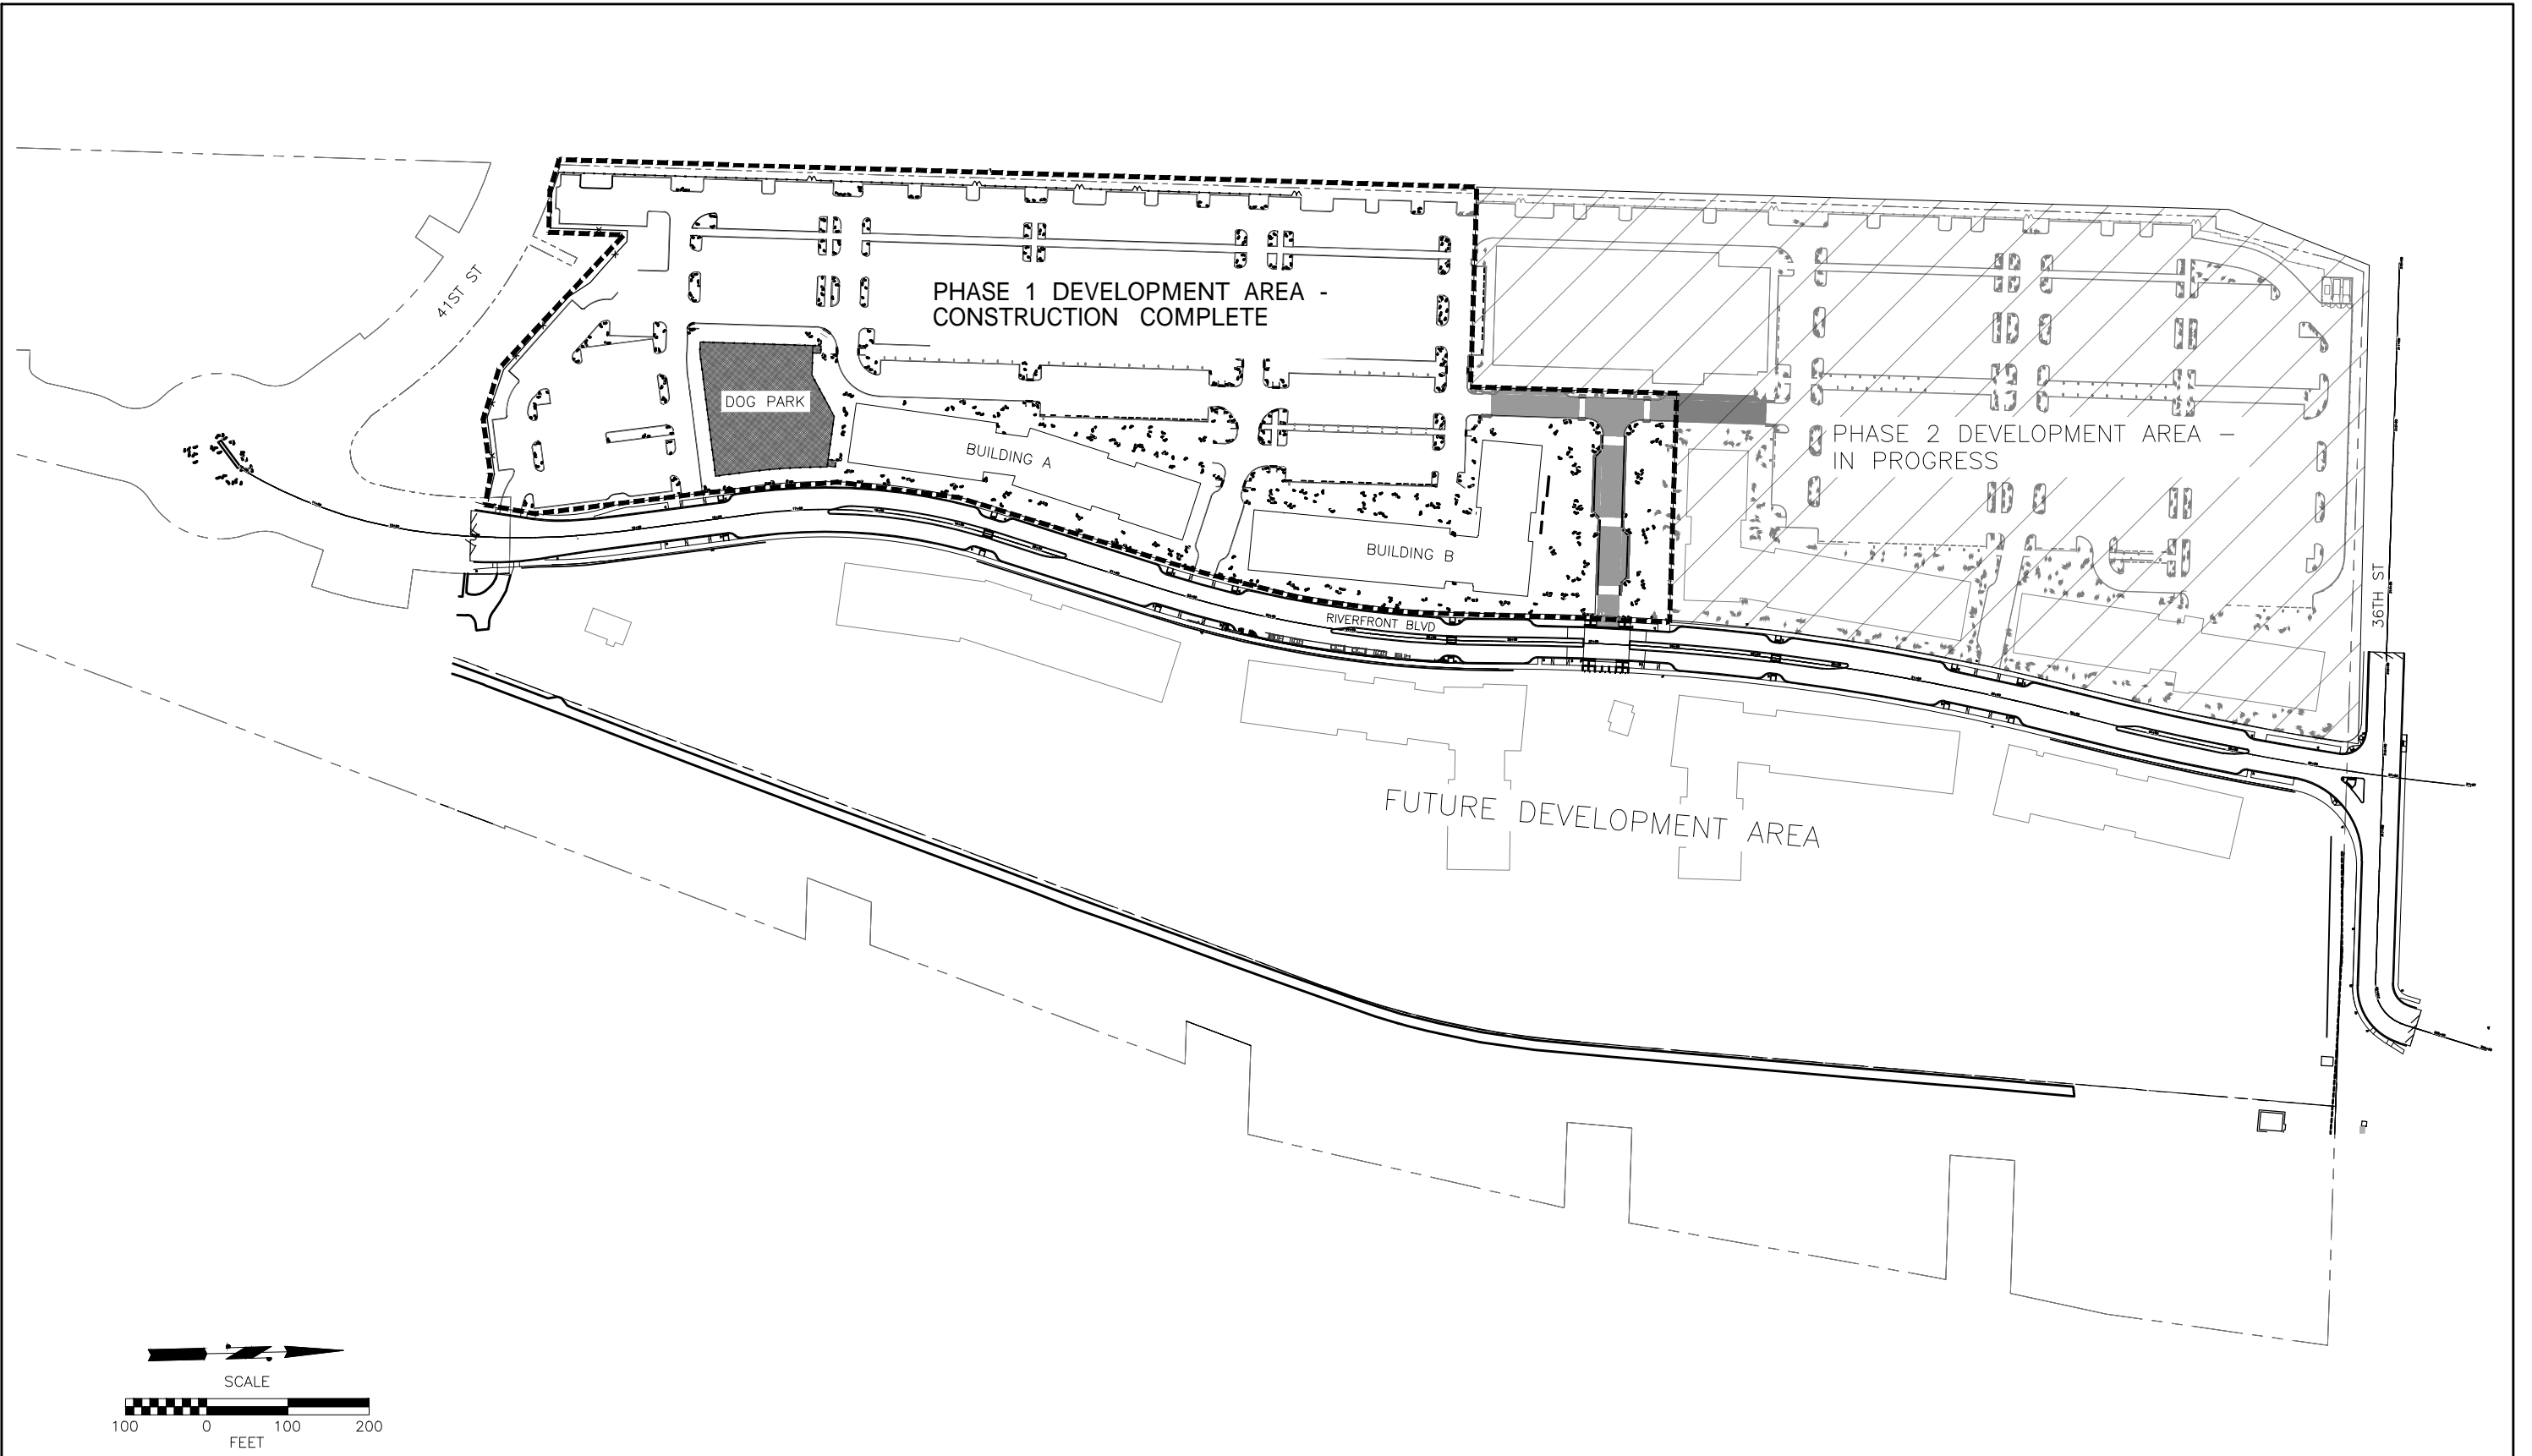 41ST ST
PHASE 1 DEVELOPMENT AREA -
CONSTRUCTION COMPLETE
DOG PARK
BUILDING A
BUILDING B
PHASE 2 DEVELOPMENT AREA –
IN PROGRESS
36TH ST
RIVERFRONT BLVD
FUTURE DEVELOPMENT AREA
SCALE
100 0 100 200
FEET